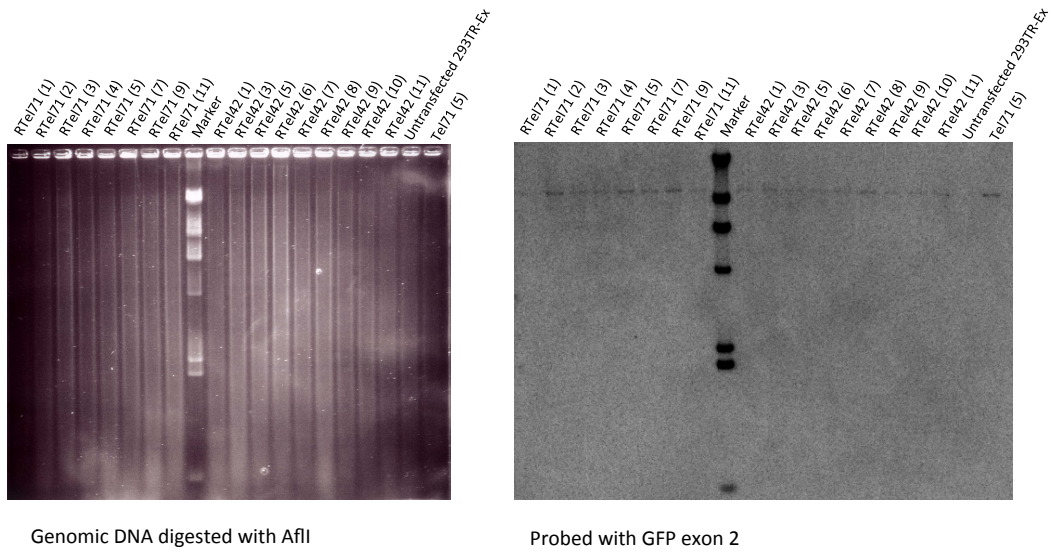 RTel71 (1)
RTel71 (2)
RTel71 (3)
RTel71 (4)
RTel71 (5)
RTel71 (7)
RTel71 (9)
RTel71 (11)
Marker
RTel42 (1)
RTel42 (3)
RTel42 (5)
RTel42 (6)
RTel42 (7)
RTel42 (8)
RTel42 (9)
RTel42 (10)
RTel42 (11)
Untransfected 293TR-Ex
Tel71 (5)
RTel71 (1)
RTel71 (2)
RTel71 (3)
RTel71 (4)
RTel71 (5)
RTel71 (7)
RTel71 (9)
RTel71 (11)
Marker
RTel42 (1)
RTel42 (3)
RTel42 (5)
RTel42 (6)
RTel42 (7)
RTel42 (8)
RTel42 (9)
RTel42 (10)
RTel42 (11)
Untransfected 293TR-Ex
Tel71 (5)
Genomic DNA digested with AflI
Probed with GFP exon 2